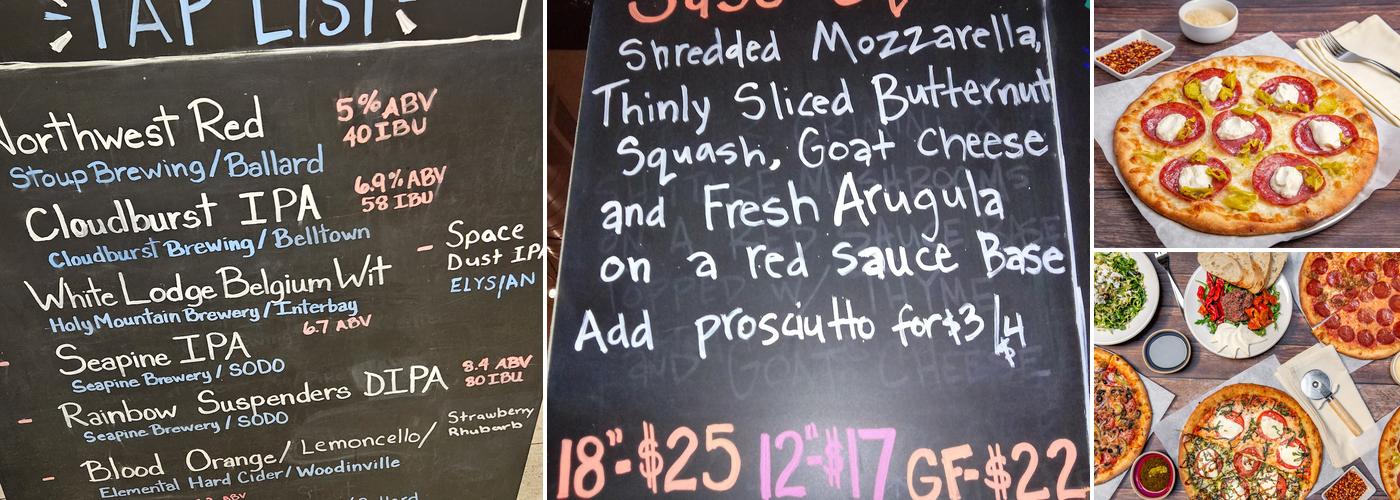 TAP LIST
Northwest Red
5% ABV
40 IBU
Stoup Brewing/Ballard
Cloudburst IPA
6.9% ABV
58 IBU
Cloudburst Brewing/Belltown
- Space
Dust IPA
ELYSIAN
White Lodge Belgium Wit
Holy Mountain Brewery/Interbay
6.7 ABV
Seapine IPA
Seapine Brewery/SODO
Rainbow Suspenders DIPA
8.4 ABV
80 IBU
Seapine Brewery/SODO
- Blood Orange/Lemoncello/
Strawberry
Rhubarb
Elemental Hard Cider/Woodinville
ABV
Shredded Mozzarella,
Thinly Sliced Butternut
Squash, Goat Cheese
and Fresh Arugula
on a red sauce Base
Add prosciutto for $3/$4
18"-$25 12"-$17 GF-$22